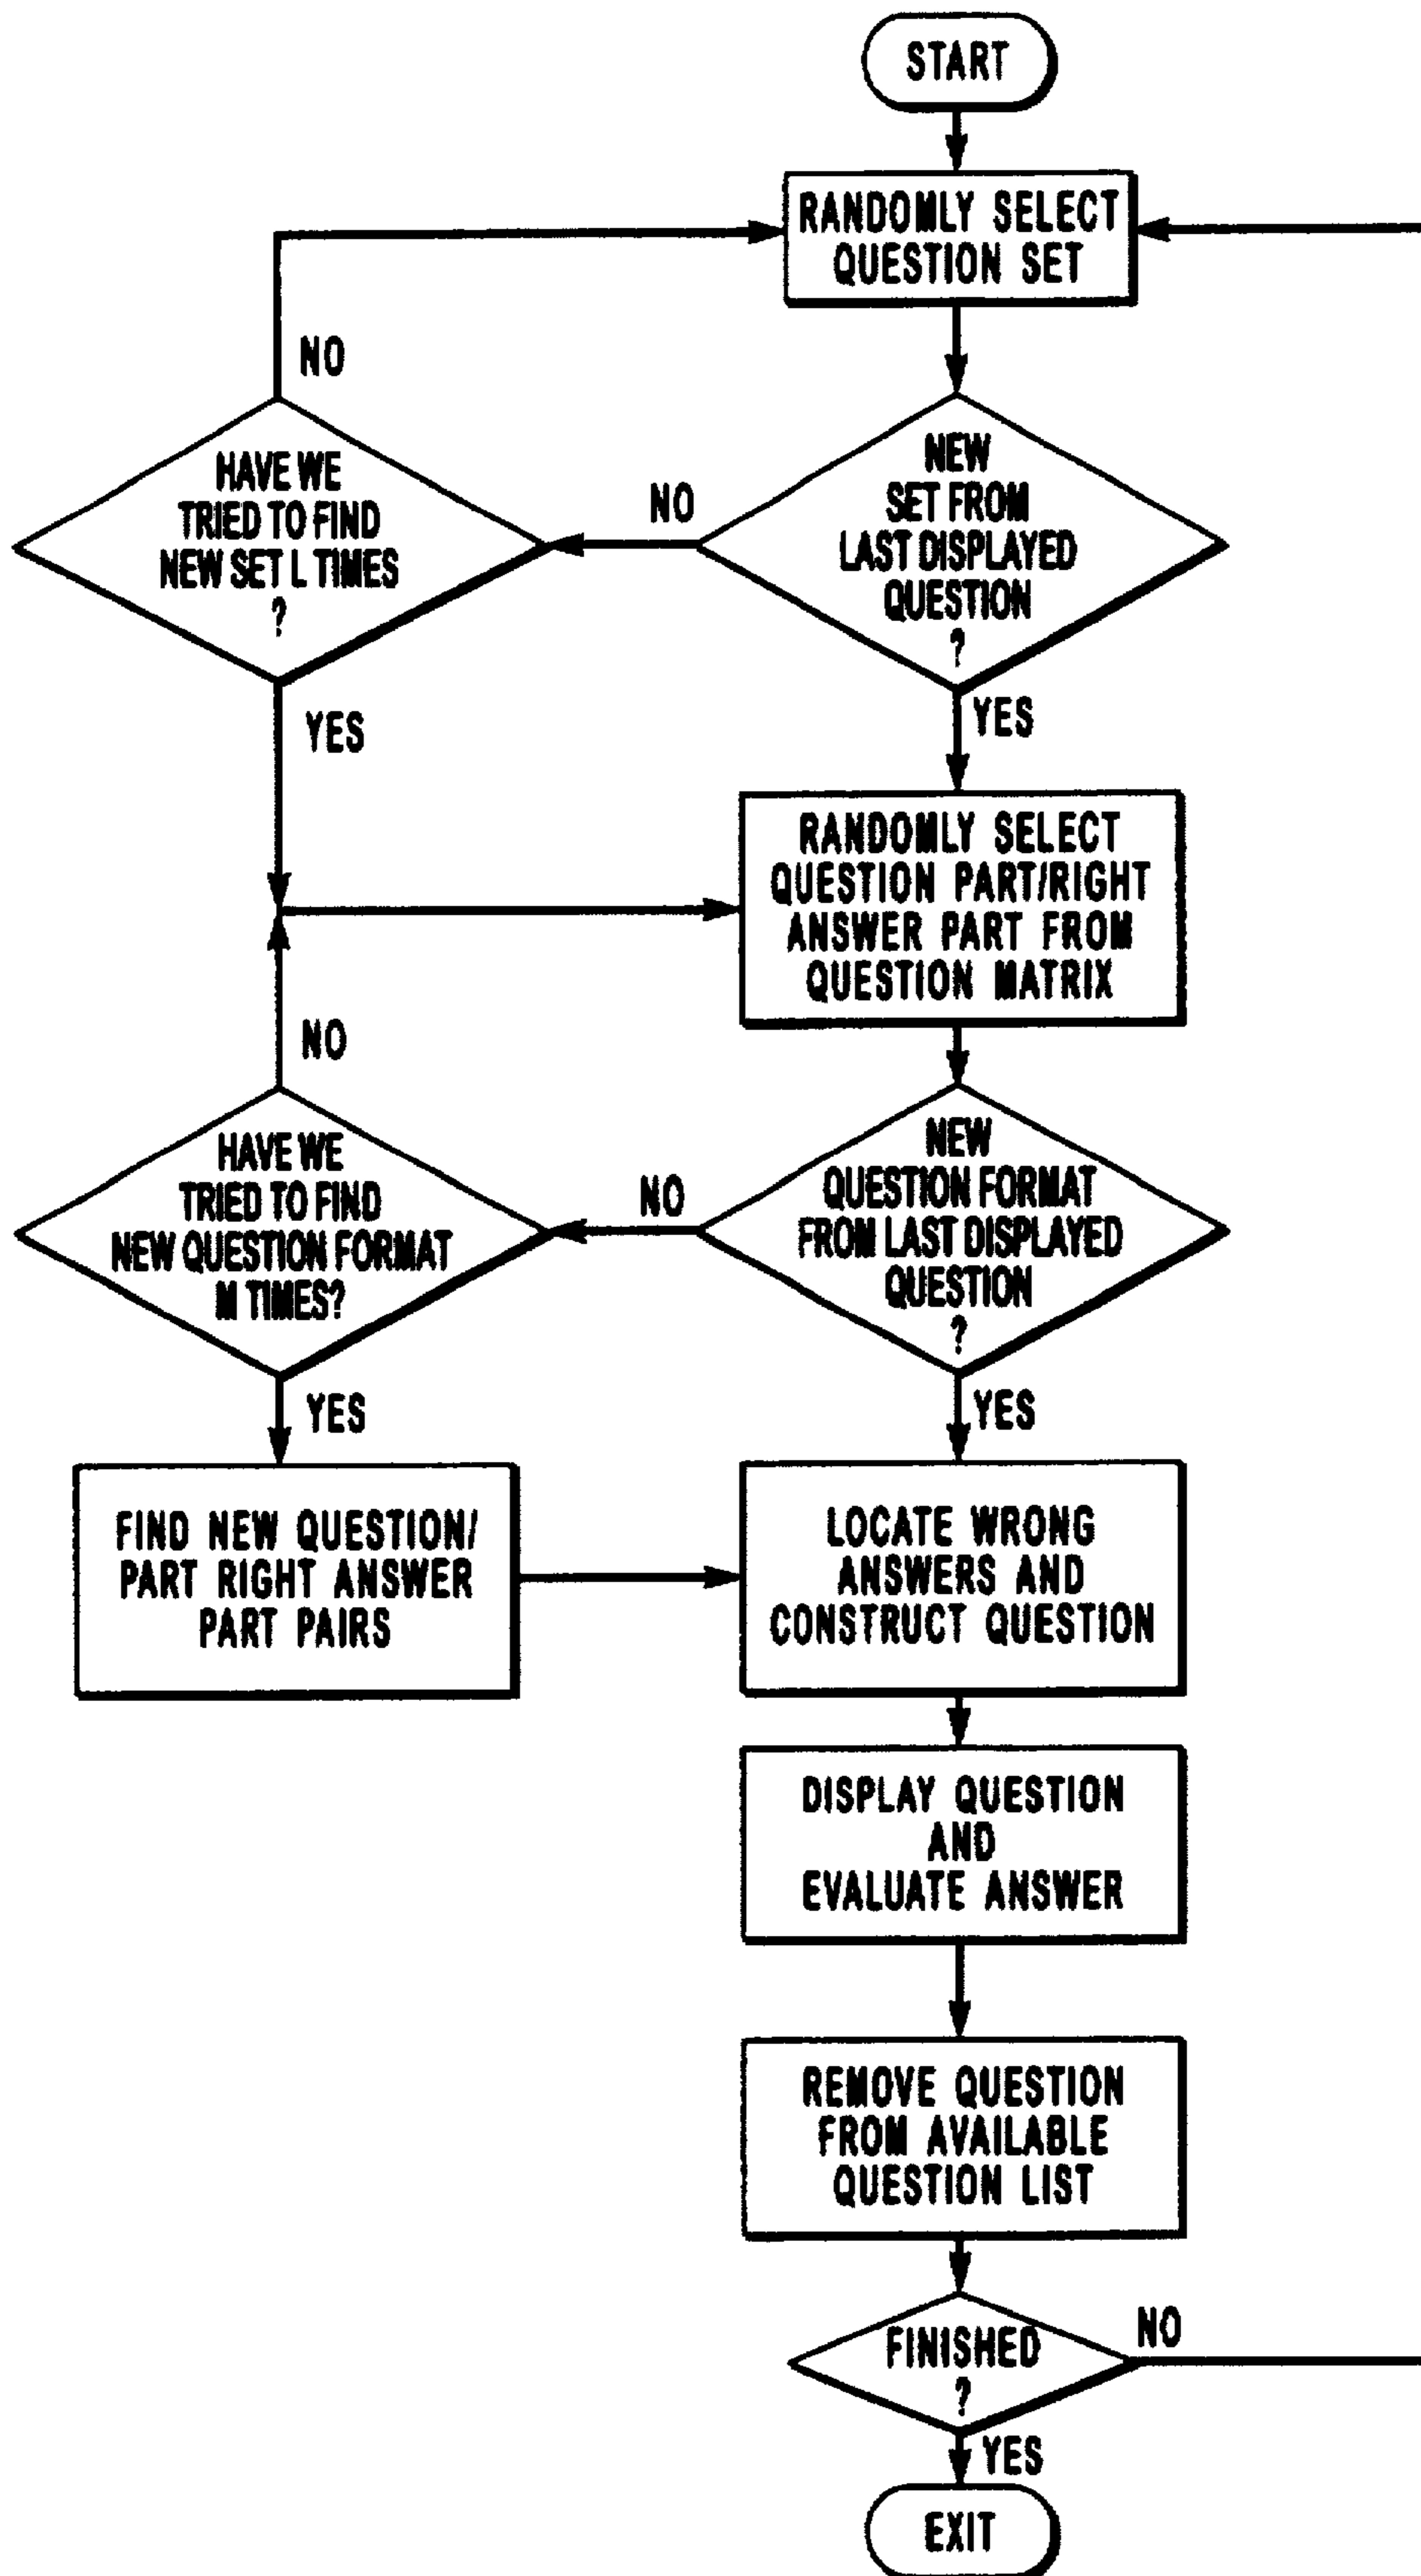 START
RANDOMLY SELECT
QUESTION SET
NO
HAVE WE
TRIED TO FIND
NEW SET L TIMES
?
NO
NEW
SET FROM
LAST DISPLAYED
QUESTION
?
YES
YES
RANDOMLY SELECT
QUESTION PART/RIGHT
ANSWER PART FROM
QUESTION MATRIX
NO
HAVE WE
TRIED TO FIND
NEW QUESTION FORMAT
M TIMES?
NO
NEW
QUESTION FORMAT
FROM LAST DISPLAYED
QUESTION
?
YES
YES
FIND NEW QUESTION/
PART RIGHT ANSWER
PART PAIRS
LOCATE WRONG
ANSWERS AND
CONSTRUCT QUESTION
DISPLAY QUESTION
AND
EVALUATE ANSWER
REMOVE QUESTION
FROM AVAILABLE
QUESTION LIST
FINISHED
?
NO
YES
EXIT